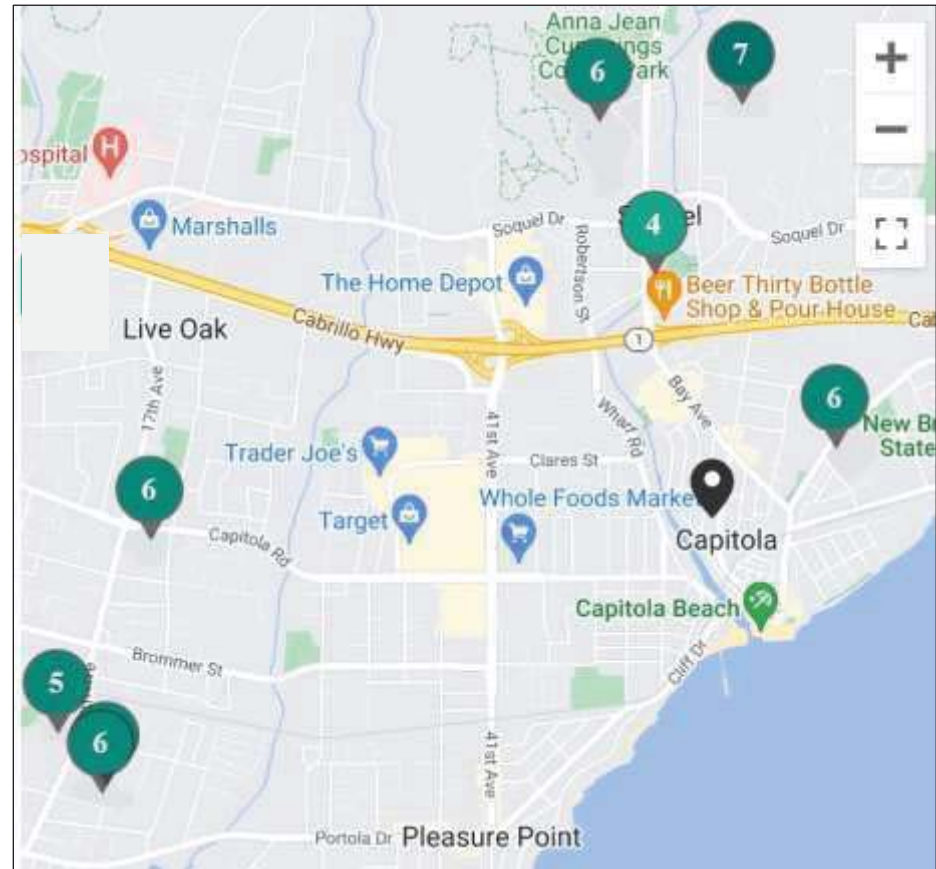 Anna Jean
Cummings
Co Park
6
7
+
−
ospital
H
Marshalls
4
Soquel Dr
Soquel Dr
Robertson St
The Home Depot
Beer Thirty Bottle
Shop & Pour House
Cabrillo Hwy
1
Cab
Live Oak
17th Ave
41st Ave
Wharf Rd
Bay Ave
6
New Br
State
Trader Joe's
Clares St
6
Target
Whole Foods Market
Capitola Rd
Capitola
Capitola Beach
Brommer St
Cliff Dr
5
6
41st Ave
Portola Dr
Pleasure Point